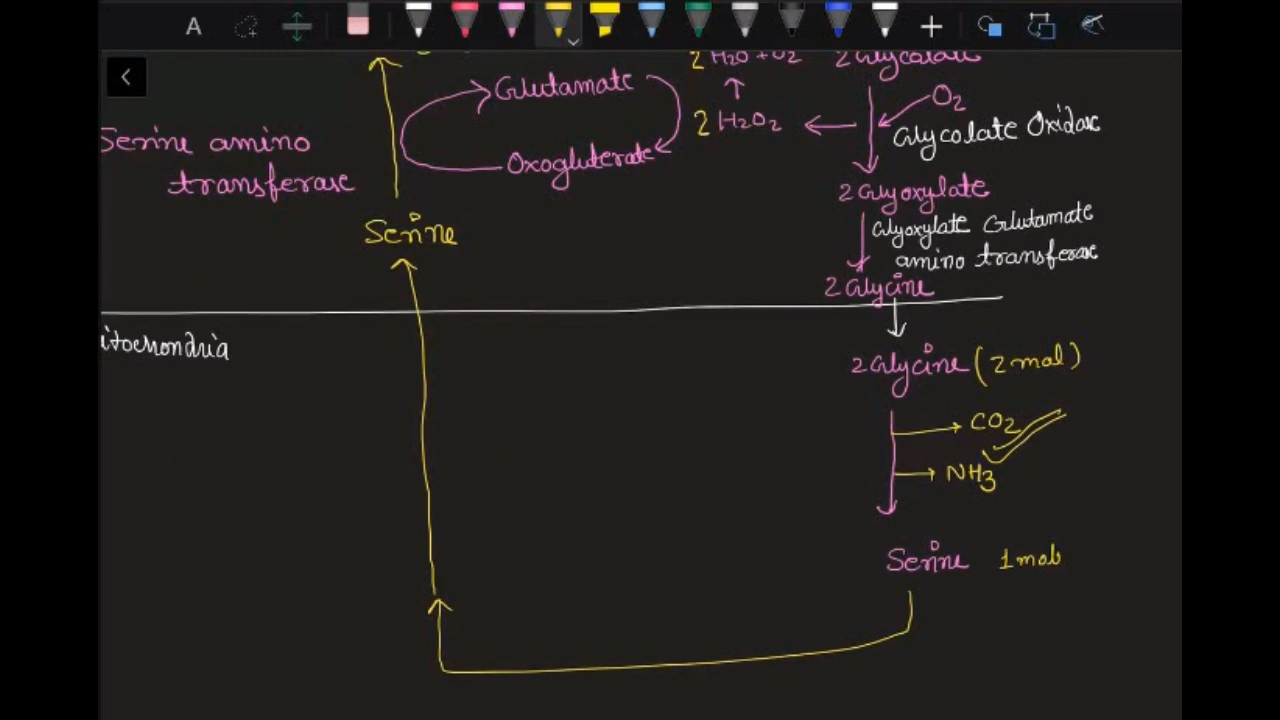 A
2 H2O + O2
2 Glycolate
Glutamate
O2
2 H2O2
Glycolate Oxidase
Serine amino
transferase
Oxogluterate
2 Glyoxylate
Glyoxylate Glutamate
amino transferase
Serine
2 Glycine
itochondria
2 Glycine (2 mol)
CO2
NH3
Serine 1 mol